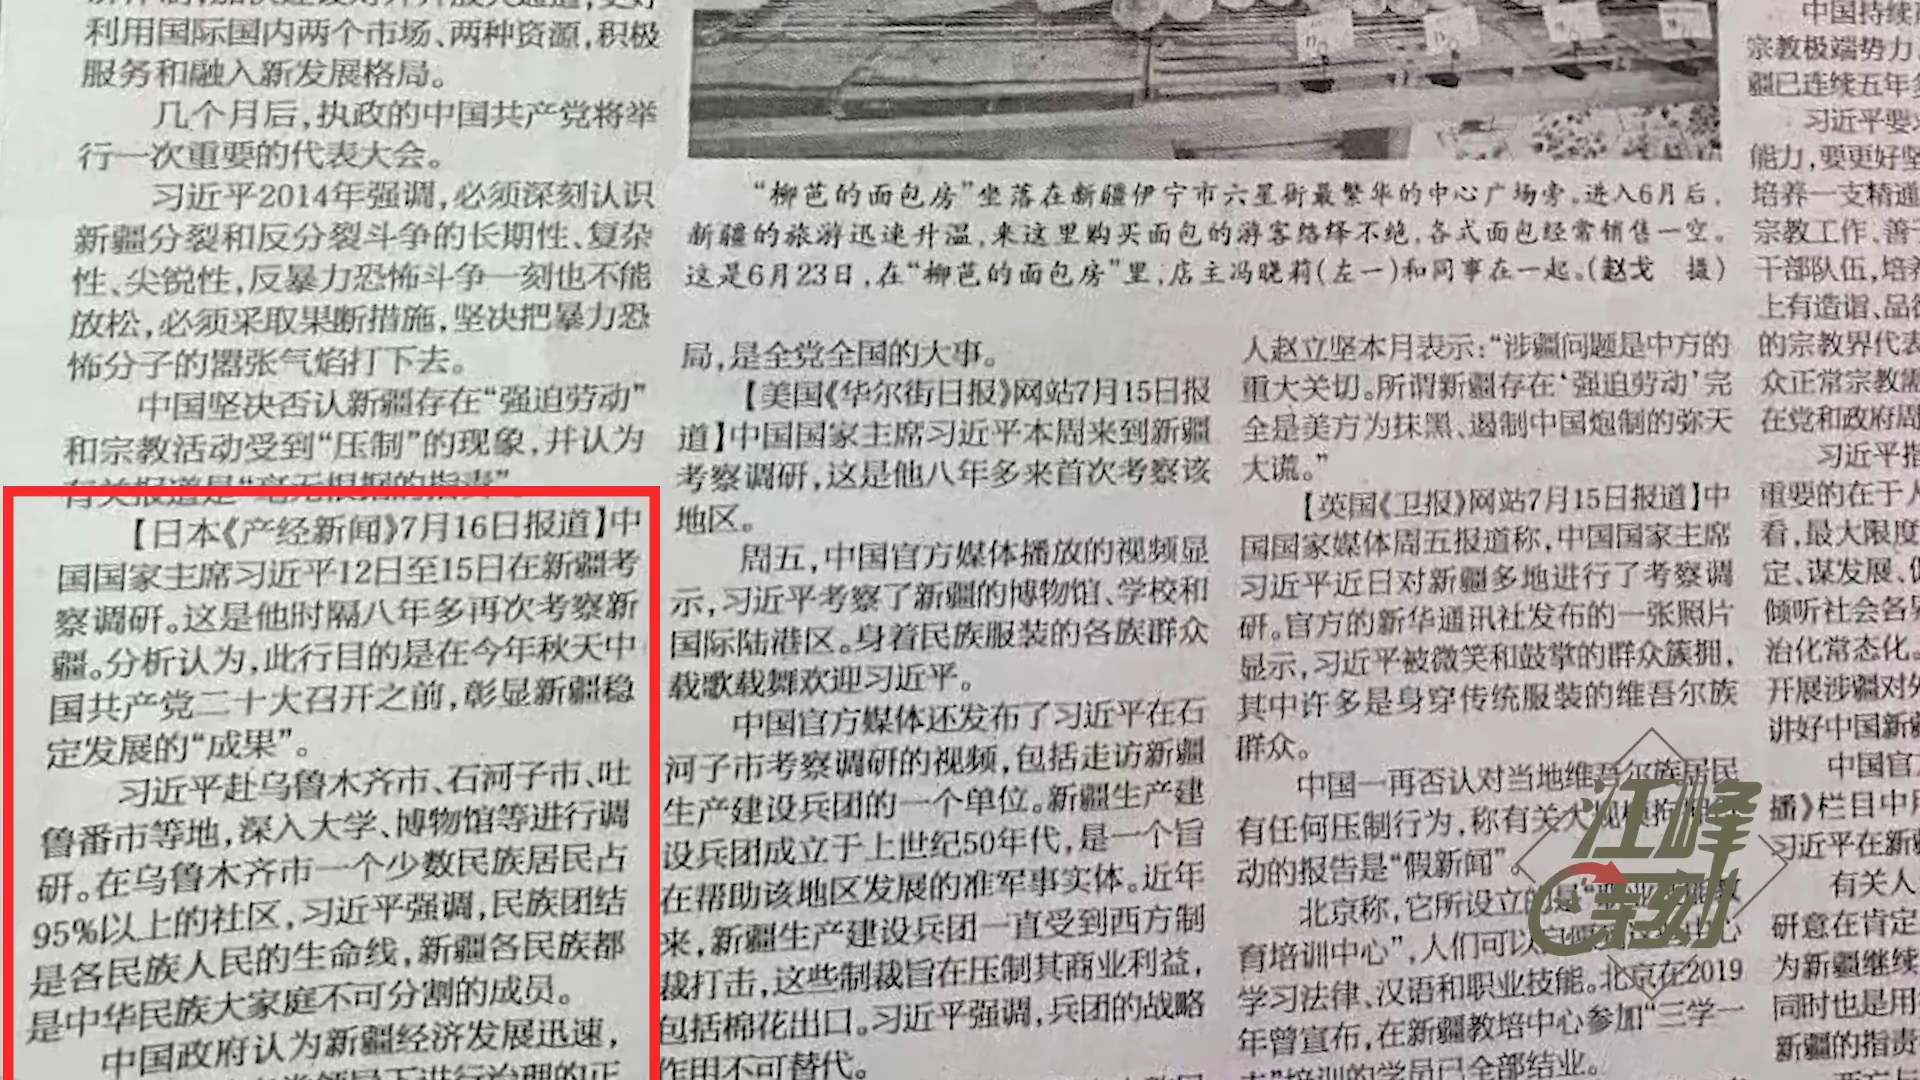 利用国际国内两个市场、两种资源，积极
服务和融入新发展格局。
几个月后，执政的中国共产党将举
行一次重要的代表大会。
习近平2014年强调，必须深刻认识
新疆分裂和反分裂斗争的长期性、复杂
性、尖锐性，反暴力恐怖斗争一刻也不能
放松，必须采取果断措施，坚决把暴力恐
怖分子的嚣张气焰打下去。
中国坚决否认新疆存在“强迫劳动”
和宗教活动受到“压制”的现象，并认为
有关报道是“毫无根据的指责”。
【日本《产经新闻》7月16日报道】中
国国家主席习近平12日至15日在新疆考
察调研。这是他时隔八年多再次考察新
疆。分析认为，此行目的是在今年秋天中
国共产党二十大召开之前，彰显新疆稳
定发展的“成果”。
习近平赴乌鲁木齐市、石河子市、吐
鲁番市等地，深入大学、博物馆等进行调
研。在乌鲁木齐市一个少数民族居民占
95%以上的社区，习近平强调，民族团结
是各民族人民的生命线，新疆各民族都
是中华民族大家庭不可分割的成员。
中国政府认为新疆经济发展迅速，
“柳芭的面包房”坐落在新疆伊宁市六星街最繁华的中心广场旁。进入6月后，
新疆的旅游迅速升温，来这里购买面包的游客络绎不绝，各式面包经常销售一空。
这是6月23日，在“柳芭的面包房”里，店主冯晓莉（左一）和同事在一起。（赵戈 摄）
局，是全党全国的大事。
【美国《华尔街日报》网站7月15日报
道】中国国家主席习近平本周来到新疆
考察调研，这是他八年多来首次考察该
地区。
周五，中国官方媒体播放的视频显
示，习近平考察了新疆的博物馆、学校和
国际陆港区。身着民族服装的各族群众
载歌载舞欢迎习近平。
中国官方媒体还发布了习近平在石
河子市考察调研的视频，包括走访新疆
生产建设兵团的一个单位。新疆生产建
设兵团成立于上世纪50年代，是一个旨
在帮助该地区发展的准军事实体。近年
来，新疆生产建设兵团一直受到西方制
裁打击，这些制裁旨在压制其商业利益，
包括棉花出口。习近平强调，兵团的战略
作用不可替代。
人赵立坚本月表示：“涉疆问题是中方的
重大关切。所谓新疆存在‘强迫劳动’完
全是美方为抹黑、遏制中国炮制的弥天
大谎。”
【英国《卫报》网站7月15日报道】中
国国家媒体周五报道称，中国国家主席
习近平近日对新疆多地进行了考察调
研。官方的新华通讯社发布的一张照片
显示，习近平被微笑和鼓掌的群众簇拥，
其中许多是身穿传统服装的维吾尔族
群众。
中国一再否认对当地维吾尔族居民
有任何压制行为，称有关大规模拘
动的报告是“假新闻”。
北京称，它所设立的是“职业技能教
育培训中心”，人们可以
学习法律、汉语和职业技能。北京在2019
年曾宣布，在新疆教培中心参加“三学一
去”培训的学员已全部结业。
中国持续
宗教极端势力
疆已连续五年多
习近平要
能力，要更好坚
培养一支精通
宗教工作、善于
干部队伍，培养
上有造诣、品德
的宗教界代表
众正常宗教需
在党和政府周
习近平指
重要的在于人
看，最大限度
定、谋发展、促
倾听社会各界
治化常态化。
开展涉疆对外
讲好中国新疆
中国官
播》栏目中
习近平在新疆
有关人
研意在肯定
为新疆继续
同时也是用
新疆的指责
江峰
时刻